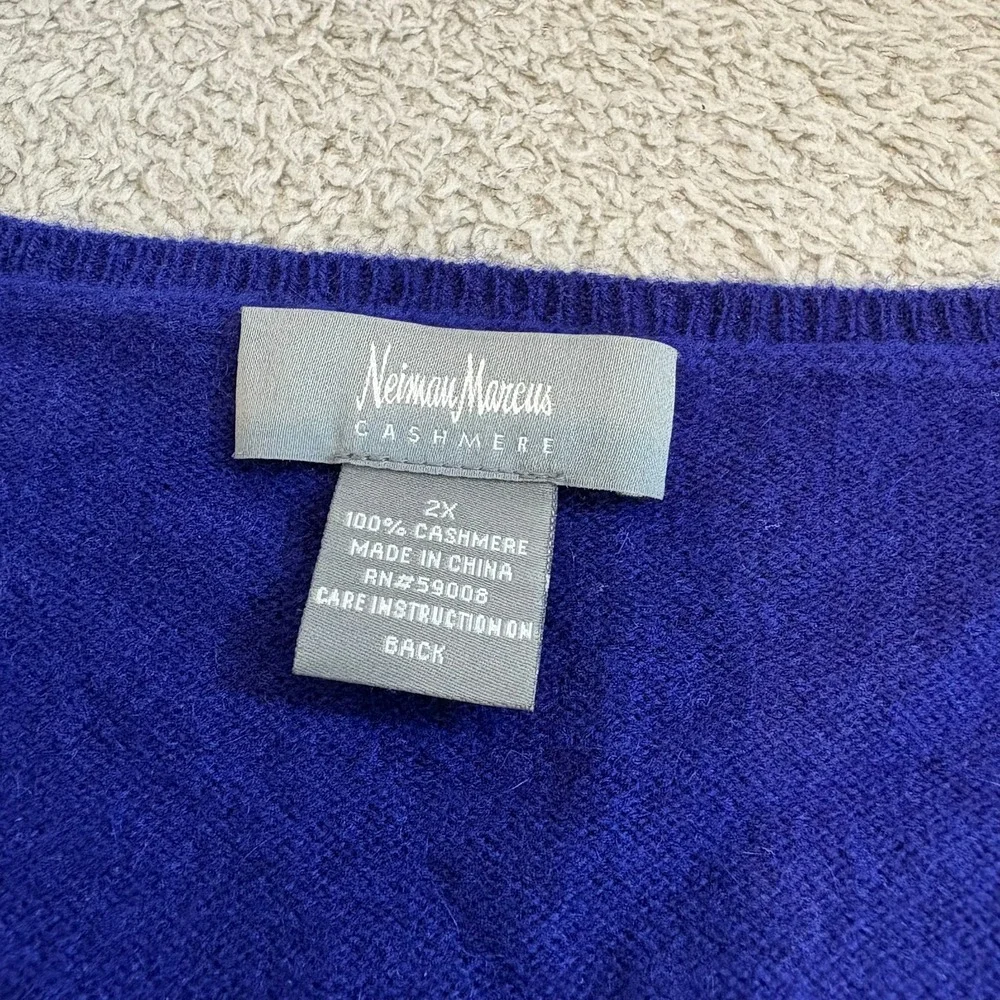 Neiman Marcus
CASHMERE
2X
100% CASHMERE
MADE IN CHINA
RN#59008
CARE INSTRUCTION ON
BACK